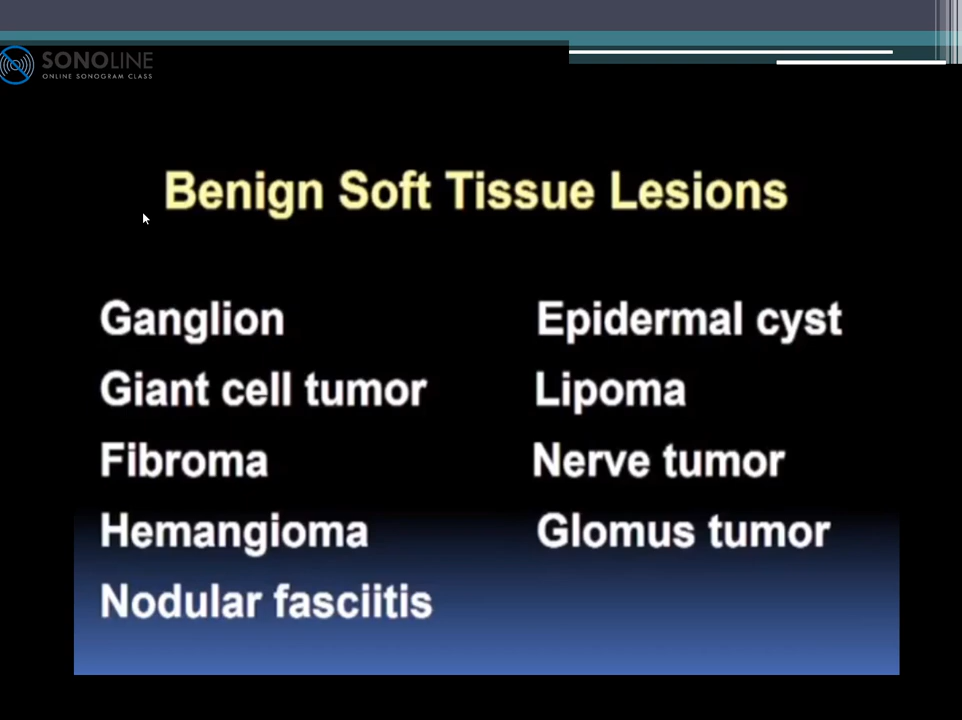 SONOLINE
ONLINE SONOGRAM CLASS
Benign Soft Tissue Lesions
Ganglion
Giant cell tumor
Fibroma
Hemangioma
Nodular fasciitis
Epidermal cyst
Lipoma
Nerve tumor
Glomus tumor